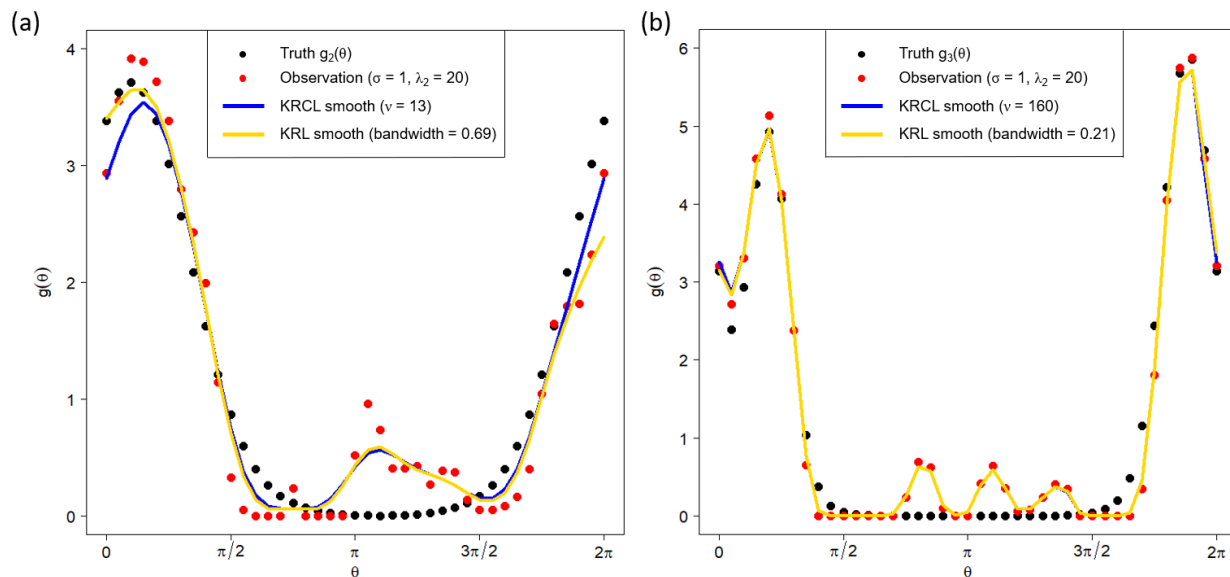 (a)
Truth g₂(θ)
Observation (σ = 1, λ₂ = 20)
KRCL smooth (ν = 13)
KRL smooth (bandwidth = 0.69)
g(θ)
4
3
2
1
0
0
π/2
π
3π/2
2π
θ
(b)
Truth g₃(θ)
Observation (σ = 1, λ₂ = 20)
KRCL smooth (ν = 160)
KRL smooth (bandwidth = 0.21)
g(θ)
6
5
4
3
2
1
0
0
π/2
π
3π/2
2π
θ